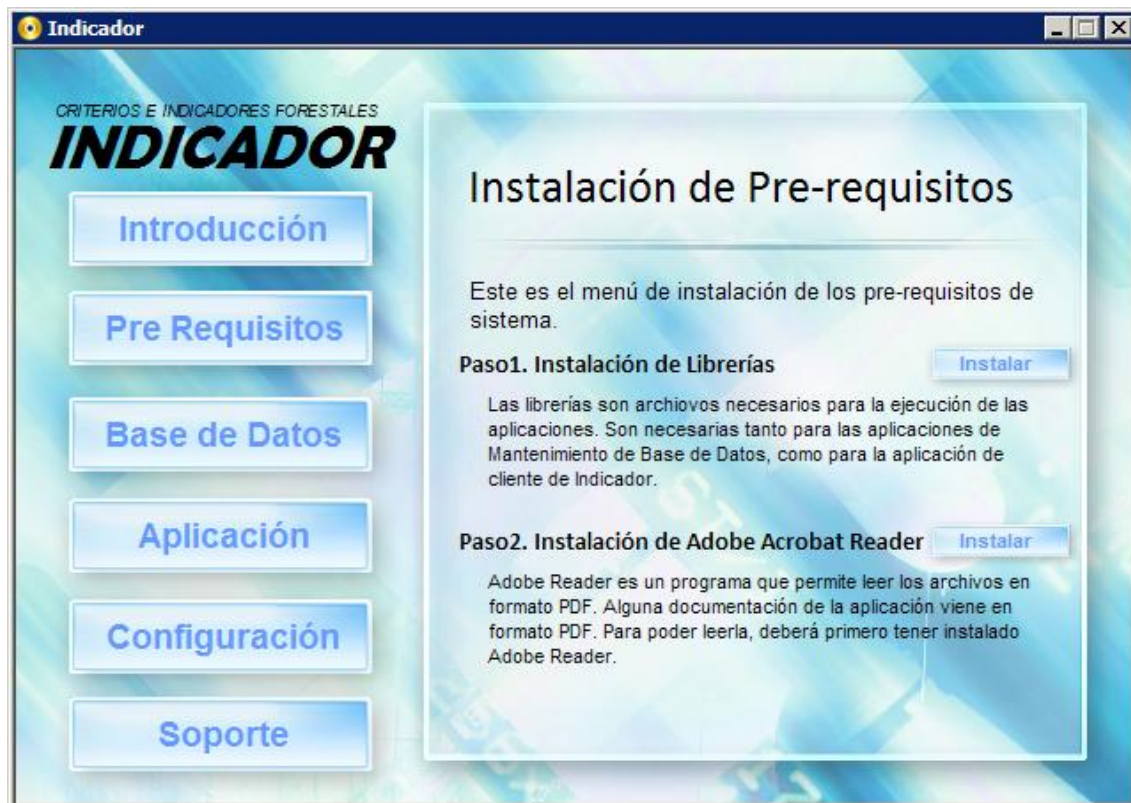 Indicador
CRITERIOS E INDICADORES FORESTALES
INDICADOR
Introducción
Pre Requisitos
Base de Datos
Aplicación
Configuración
Soporte
Instalación de Pre-requisitos
Este es el menú de instalación de los pre-requisitos de
sistema.
Paso1. Instalación de Librerías
Instalar
Las librerías son archiovos necesarios para la ejecución de las
aplicaciones. Son necesarias tanto para las aplicaciones de
Mantenimiento de Base de Datos, como para la aplicación de
cliente de Indicador.
Paso2. Instalación de Adobe Acrobat Reader
Instalar
Adobe Reader es un programa que permite leer los archivos en
formato PDF. Alguna documentación de la aplicación viene en
formato PDF. Para poder leerla, deberá primero tener instalado
Adobe Reader.